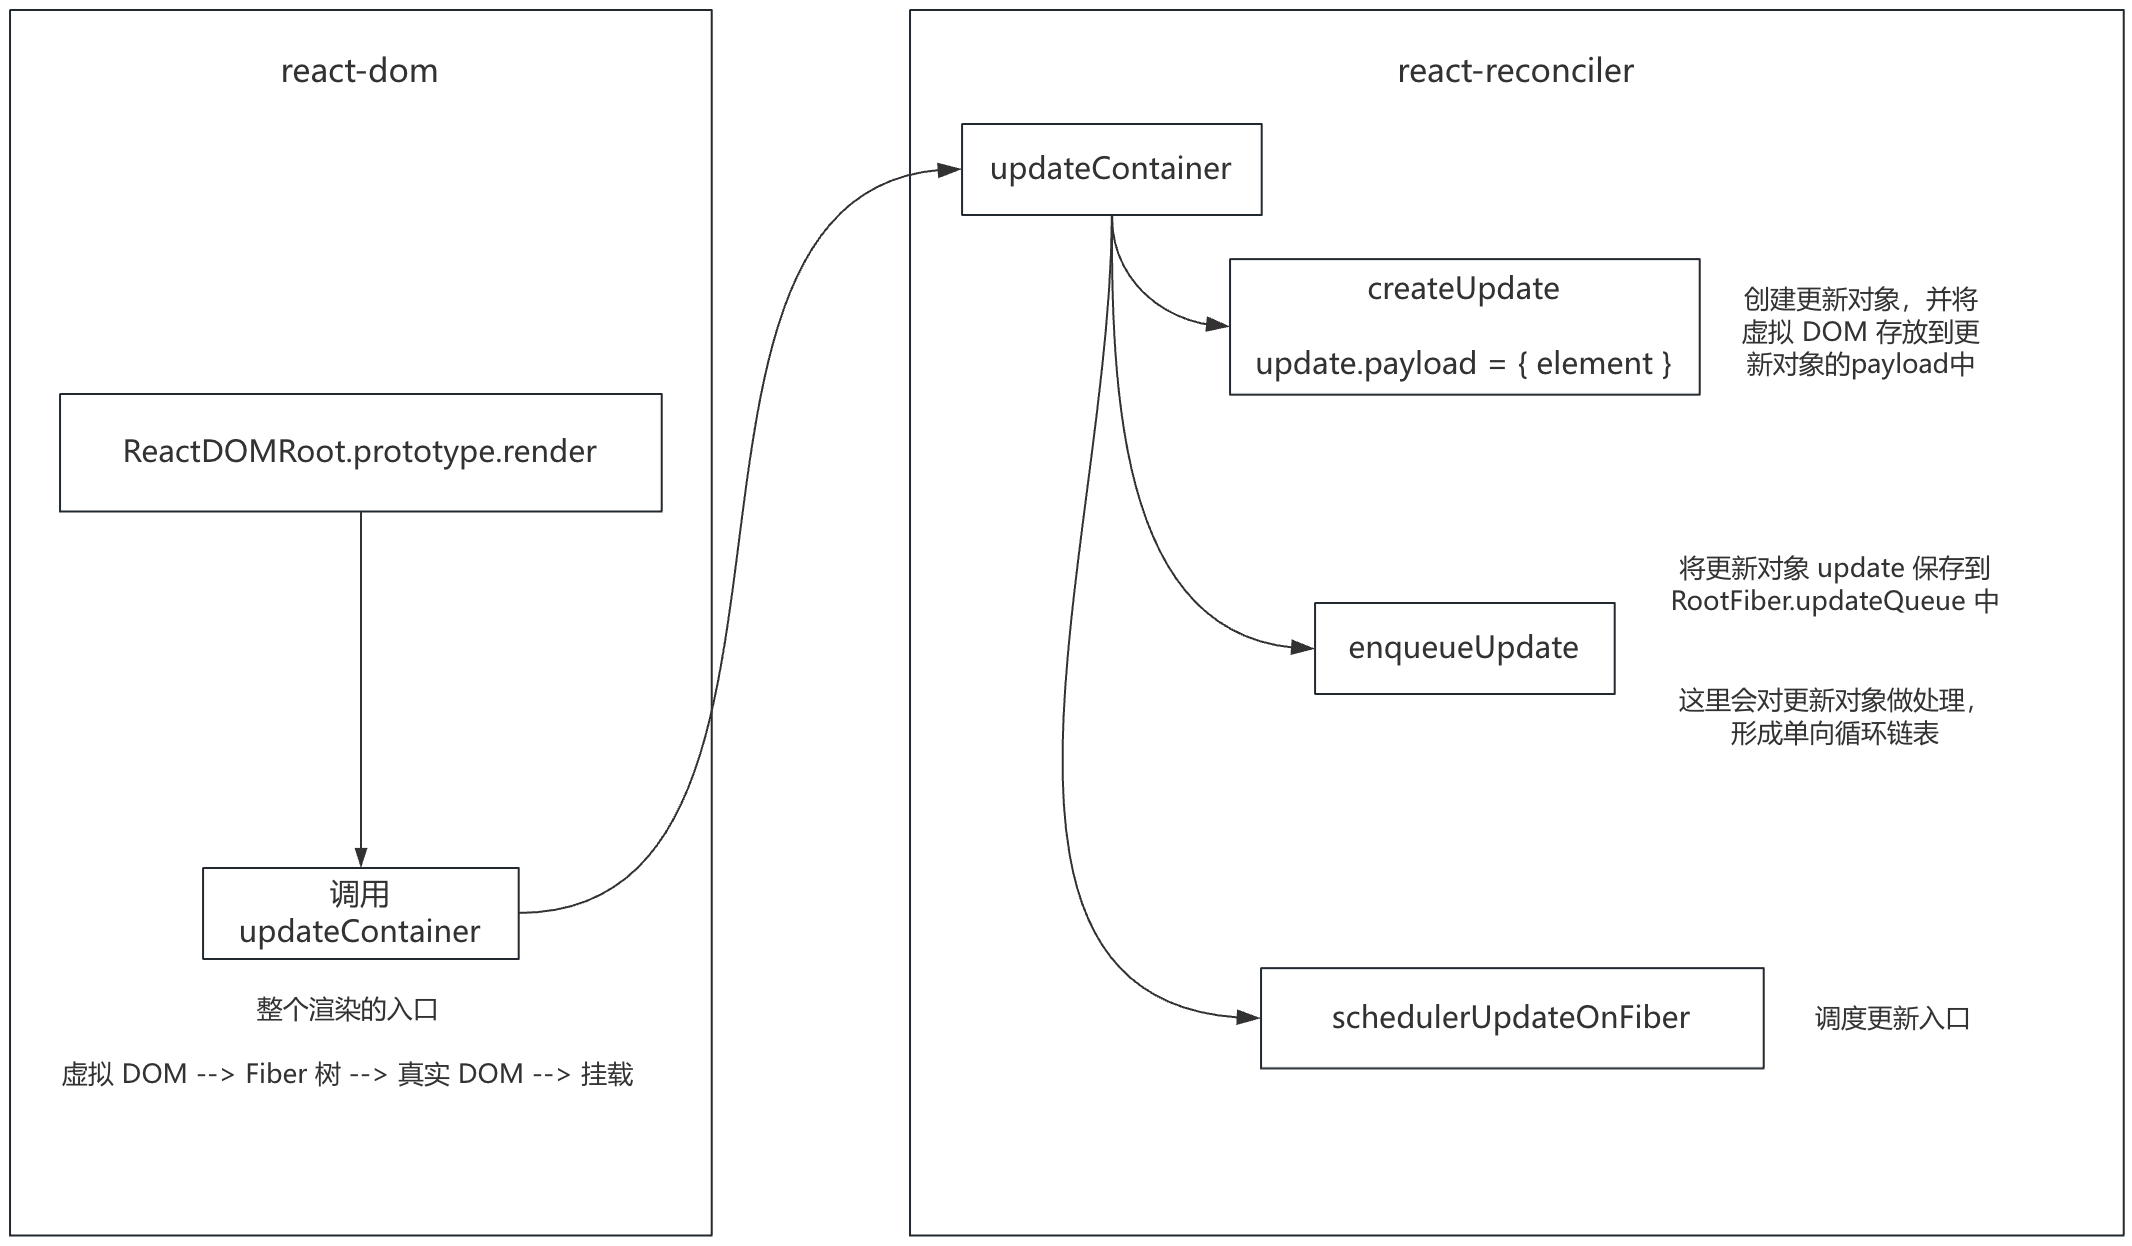 react-dom
ReactDOMRoot.prototype.render
调用
updateContainer
整个渲染的入口
虚拟 DOM --> Fiber 树 --> 真实 DOM --> 挂载
react-reconciler
updateContainer
createUpdate
update.payload = { element }
创建更新对象，并将
虚拟 DOM 存放到更
新对象的payload中
enqueueUpdate
将更新对象 update 保存到
RootFiber.updateQueue 中
这里会对更新对象做处理，
形成单向循环链表
schedulerUpdateOnFiber
调度更新入口